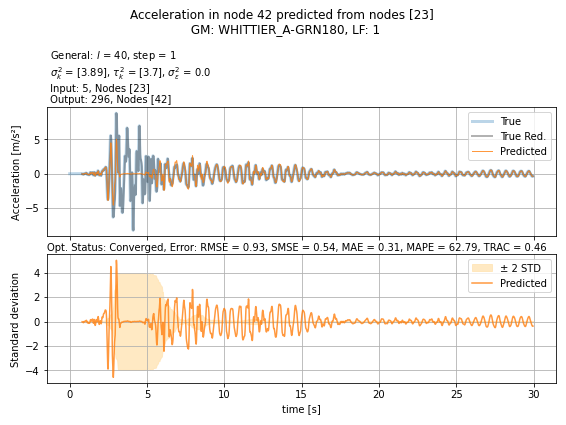 Acceleration in node 42 predicted from nodes [23]
GM: WHITTIER_A-GRN180, LF: 1
General: l = 40, step = 1
σ²ₖ = [3.89], τ²ₖ = [3.7], σ²ε = 0.0
Input: 5, Nodes [23]
Output: 296, Nodes [42]
Acceleration [m/s²]
5
0
−5
True
True Red.
Predicted
Opt. Status: Converged, Error: RMSE = 0.93, SMSE = 0.54, MAE = 0.31, MAPE = 62.79, TRAC = 0.46
Standard deviation
4
2
0
−2
−4
± 2 STD
Predicted
0 5 10 15 20 25 30
time [s]